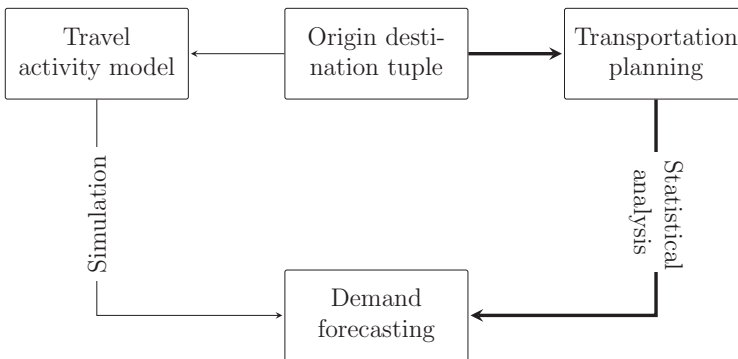 Travel
activity model
Origin desti-
nation tuple
Transportation
planning
Simulation
Statistical
analysis
Demand
forecasting